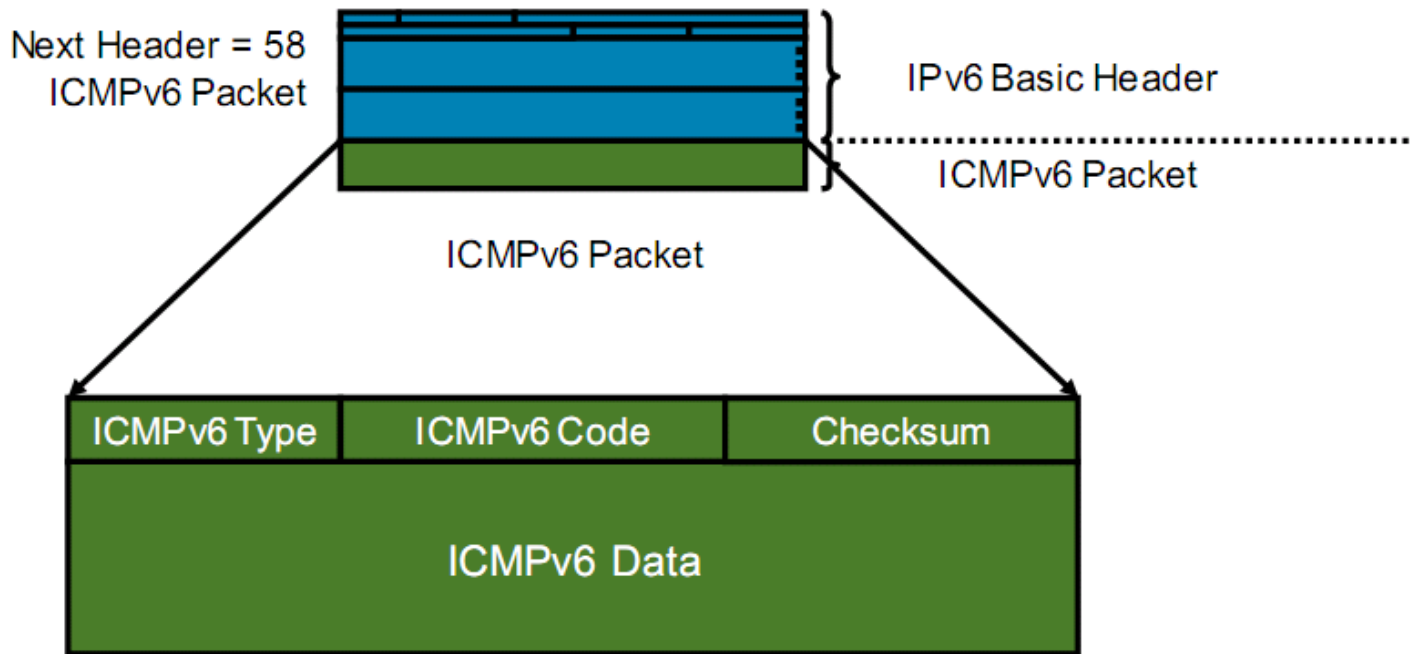 Next Header = 58
ICMPv6 Packet
IPv6 Basic Header
ICMPv6 Packet
ICMPv6 Packet
ICMPv6 Type
ICMPv6 Code
Checksum
ICMPv6 Data